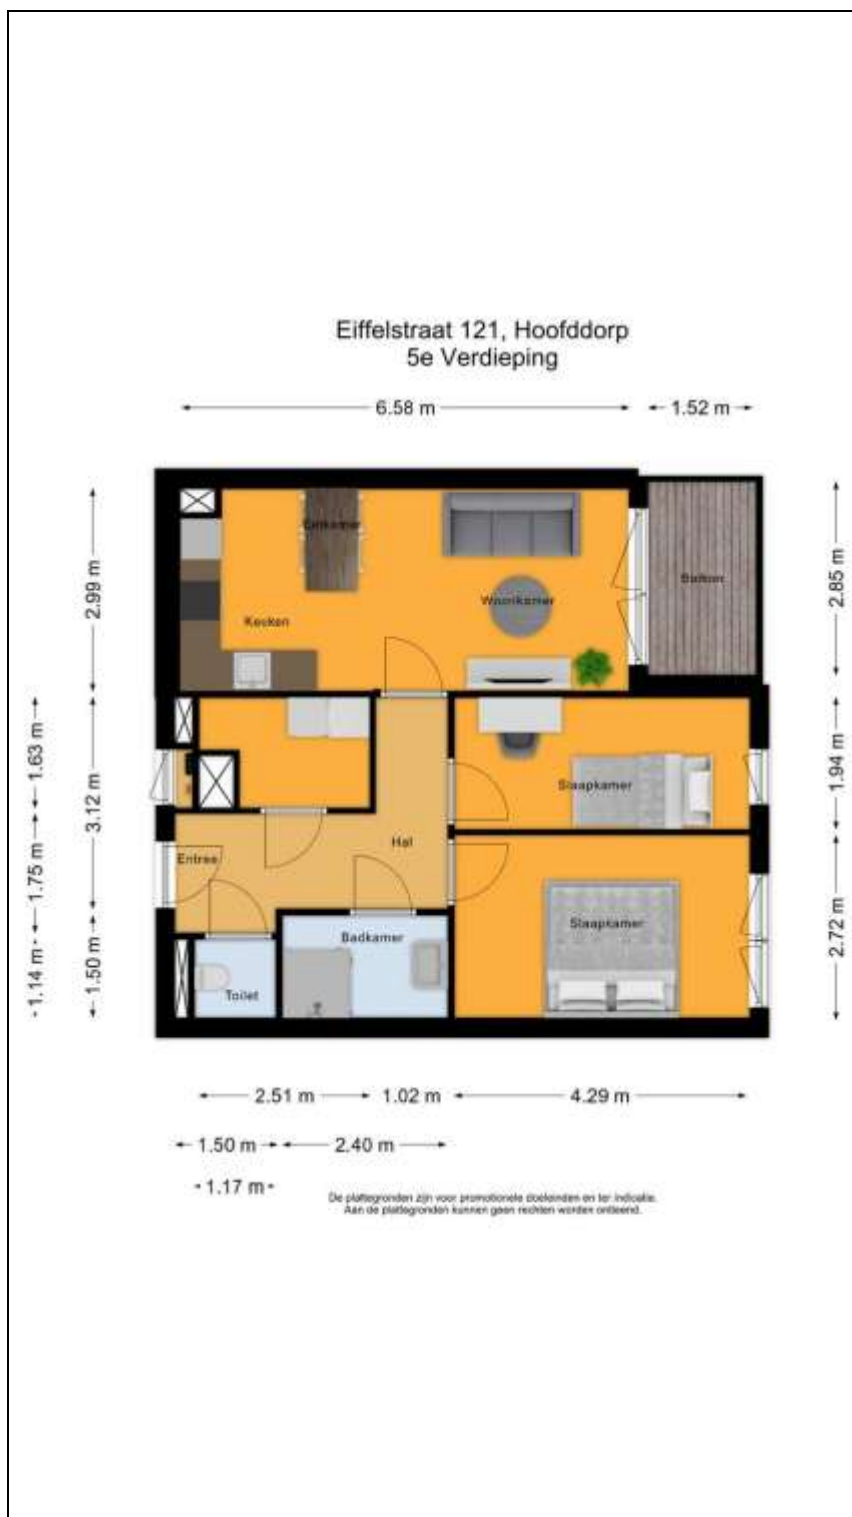 Eiffelstraat 121, Hoofddorp
5e Verdieping
6.58 m
1.52 m
2.99 m
3.12 m
1.50 m
1.63 m
1.75 m
1.14 m
2.85 m
1.94 m
2.72 m
Eetkamer
Keuken
Woonkamer
Balkon
Slaapkamer
Hal
Entree
Slaapkamer
Badkamer
Toilet
2.51 m
1.02 m
4.29 m
1.50 m
2.40 m
1.17 m
De plattegronden zijn voor promotionele doeleinden en ter indicatie.
Aan de plattegronden kunnen geen rechten worden ontleend.